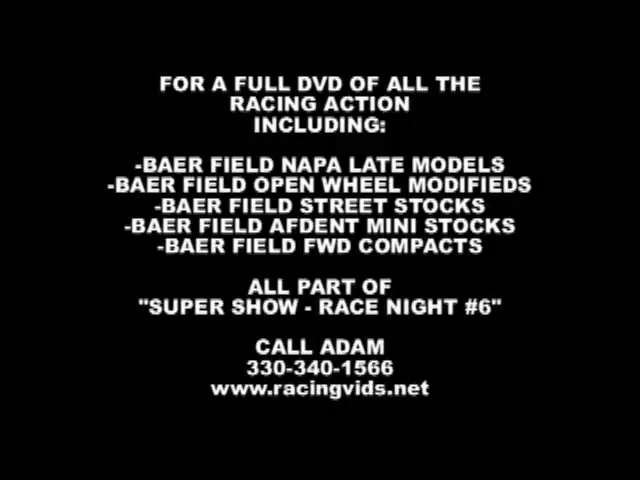 FOR A FULL DVD OF ALL THE
RACING ACTION
INCLUDING:
-BAER FIELD NAPA LATE MODELS
-BAER FIELD OPEN WHEEL MODIFIEDS
-BAER FIELD STREET STOCKS
-BAER FIELD AFDENT MINI STOCKS
-BAER FIELD FWD COMPACTS
ALL PART OF
"SUPER SHOW - RACE NIGHT #6"
CALL ADAM
330-340-1566
www.racingvids.net